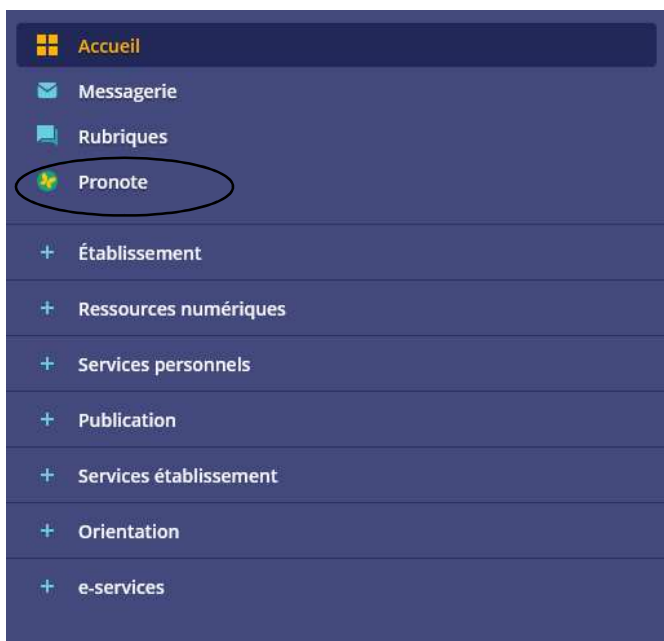 Accueil
Messagerie
Rubriques
Pronote
Établissement
Ressources numériques
Services personnels
Publication
Services établissement
Orientation
e-services